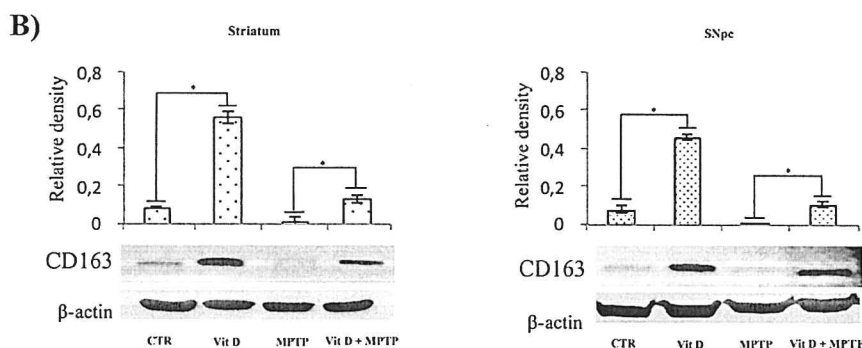 B)
Striatum
Relative density
0,8
0,6
0,4
0,2
0
*
*
CD163
β-actin
CTR Vit D MPTP Vit D + MPTP
SNpc
Relative density
0,8
0,6
0,4
0,2
0
*
*
CD163
β-actin
CTR Vit D MPTP Vit D + MPTP